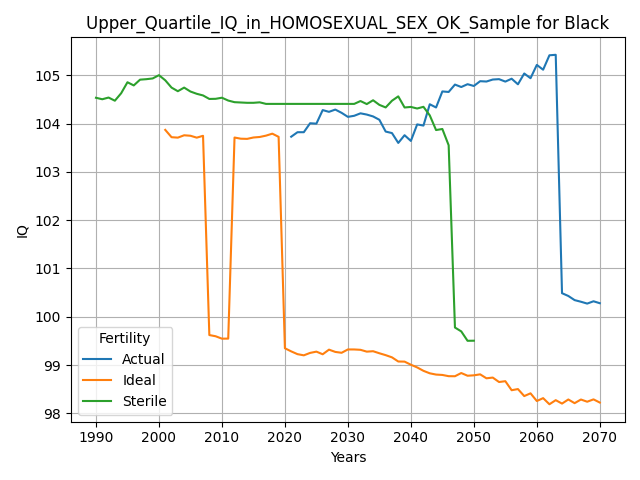 Upper_Quartile_IQ_in_HOMOSEXUAL_SEX_OK_Sample for Black
105
104
103
102
101
100
99
98
IQ
Fertility
Actual
Ideal
Sterile
1990 2000 2010 2020 2030 2040 2050 2060 2070
Years